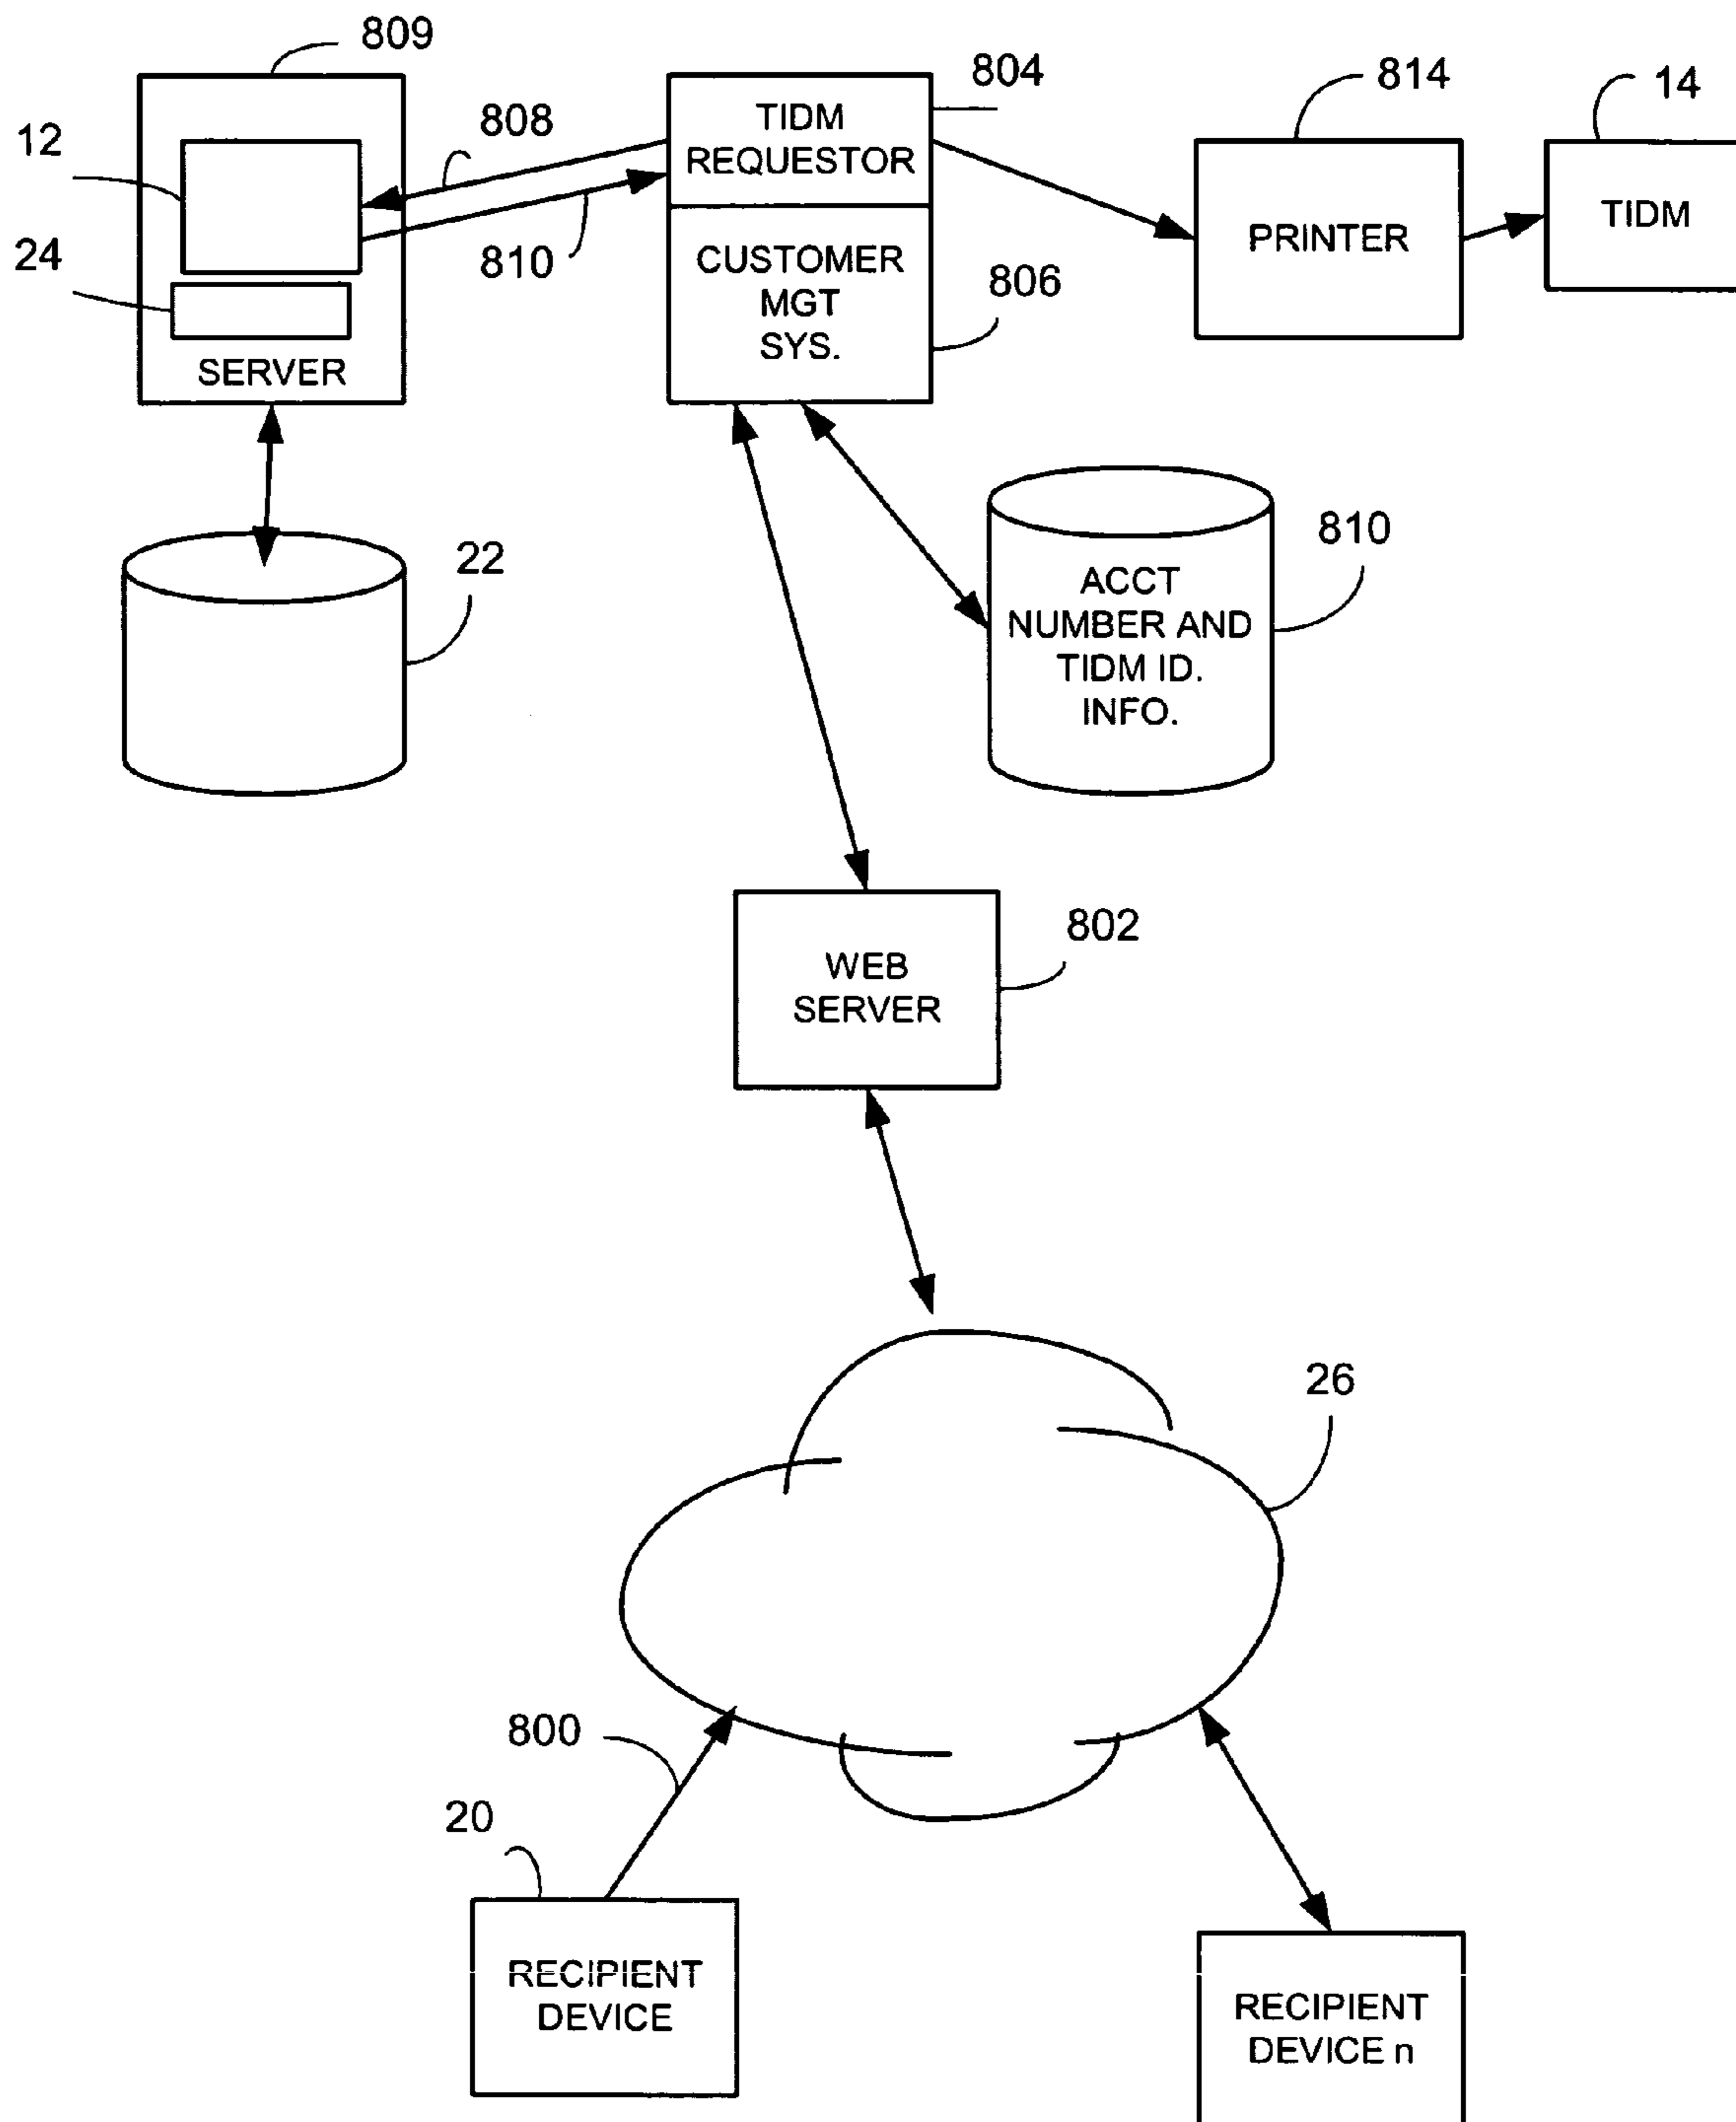 809
804
814
14
12
808
TIDM
REQUESTOR
TIDM
24
810
CUSTOMER
MGT
SYS.
806
PRINTER
SERVER
22
810
ACCT
NUMBER AND
TIDM ID.
INFO.
802
WEB
SERVER
26
800
20
RECIPIENT
DEVICE
RECIPIENT
DEVICE n